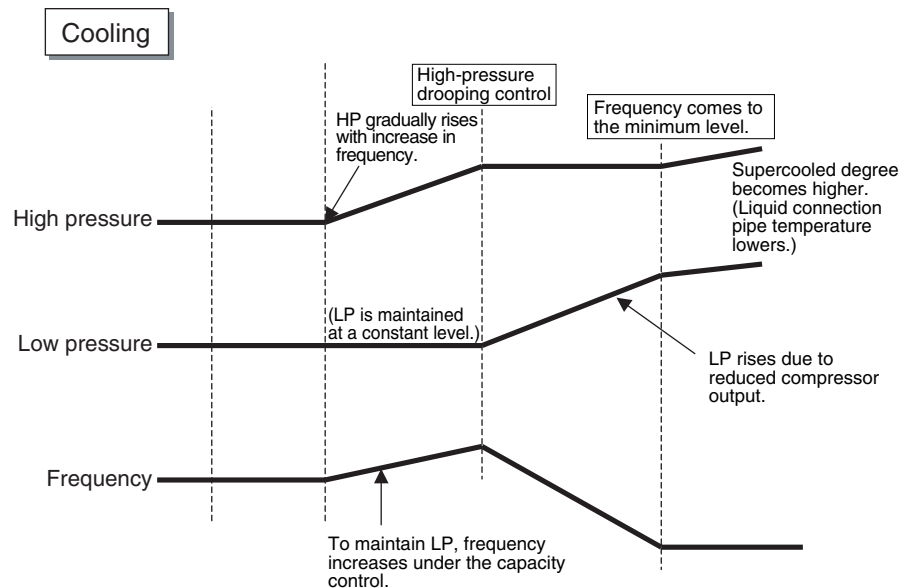 Cooling
High-pressure
drooping control
HP gradually rises
with increase in
frequency.
Frequency comes to
the minimum level.
Supercooled degree
becomes higher.
(Liquid connection
pipe temperature
lowers.)
High pressure
(LP is maintained
at a constant level.)
Low pressure
LP rises due to
reduced compressor
output.
Frequency
To maintain LP, frequency
increases under the capacity
control.